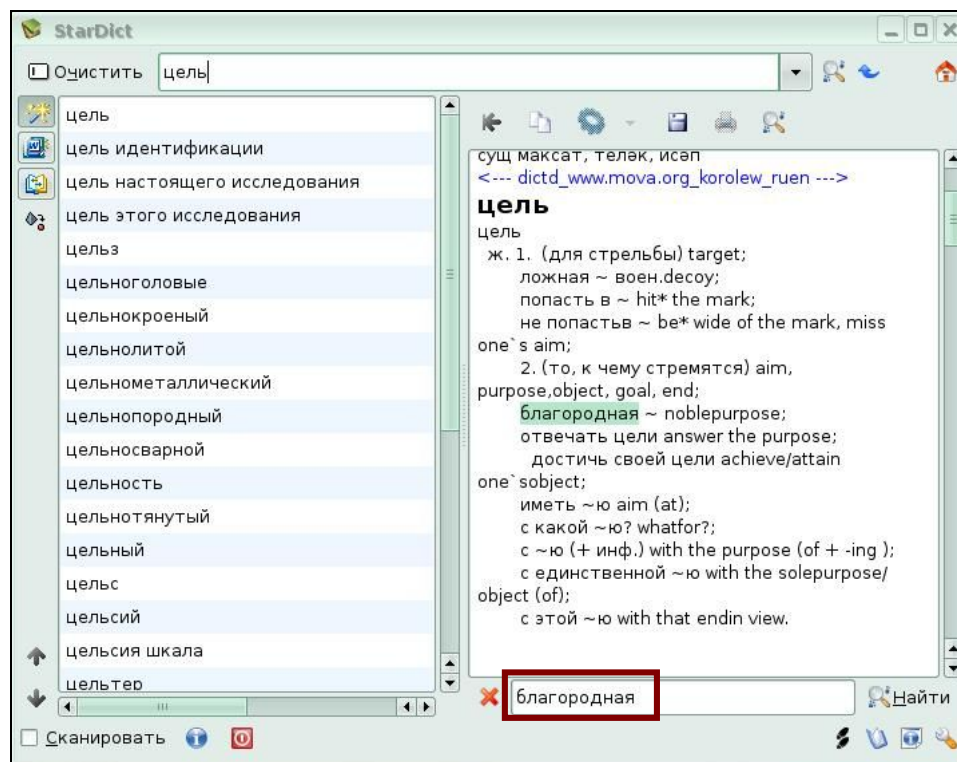 StarDict
Очистить цель
цель
цель идентификации
цель настоящего исследования
цель этого исследования
цельз
цельноголовые
цельнокроеный
цельнолитой
цельнометаллический
цельнопородный
цельносварной
цельность
цельнотянутый
цельный
цельс
цельсий
цельсия шкала
цельтер
сущ максат, теләк, исәп
<--- dictd_www.mova.org_korolew_ruen --->
цель
цель
ж. 1. (для стрельбы) target;
ложная ~ воен.decoy;
попасть в ~ hit* the mark;
не попастьв ~ be* wide of the mark, miss
one`s aim;
2. (то, к чему стремятся) aim,
purpose,object, goal, end;
благородная ~ noblepurpose;
отвечать цели answer the purpose;
достичь своей цели achieve/attain
one`sobject;
иметь ~ю aim (at);
с какой ~ю? whatfor?;
с ~ю (+ инф.) with the purpose (of + -ing );
с единственной ~ю with the solepurpose/
object (of);
с этой ~ю with that endin view.
благородная Найти
Сканировать